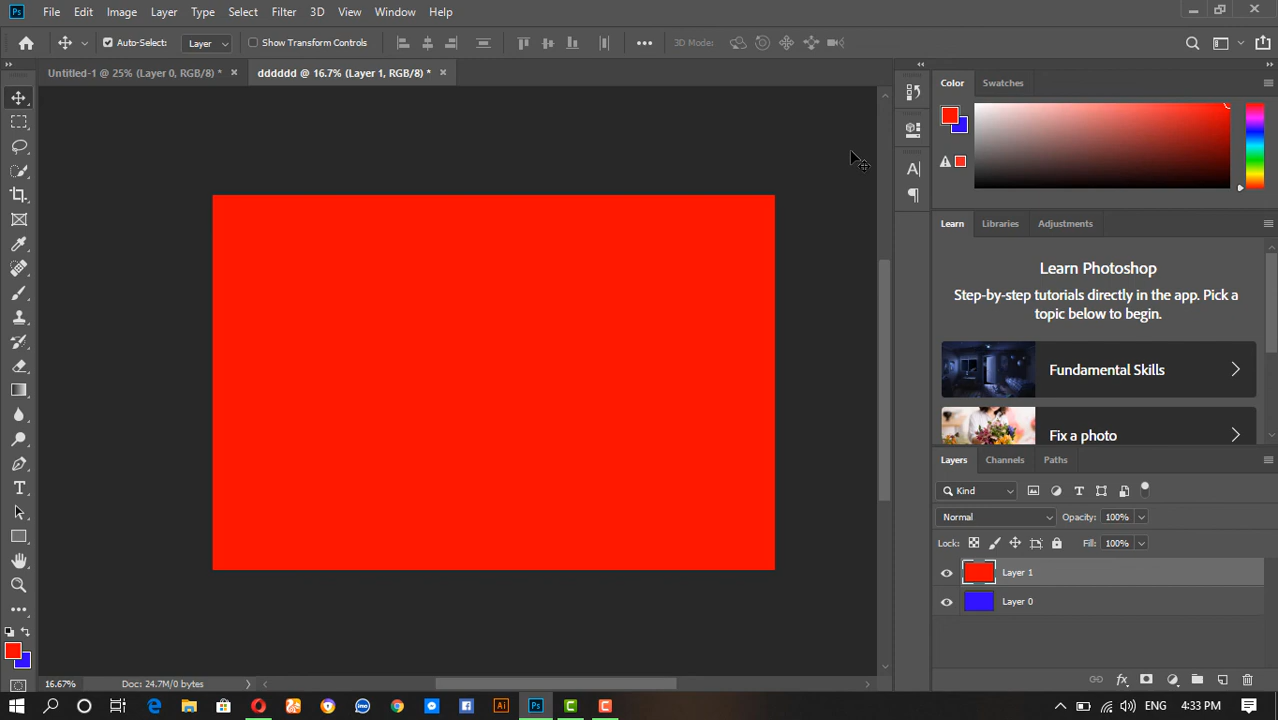 Ps File Edit Image Layer Type Select Filter 3D View Window Help
Auto-Select: Layer Show Transform Controls 3D Mode:
Untitled-1 @ 25% (Layer 0, RGB/8) * dddddd @ 16.7% (Layer 1, RGB/8) *
Color Swatches
Learn Libraries Adjustments
Learn Photoshop
Step-by-step tutorials directly in the app. Pick a
topic below to begin.
Fundamental Skills
Fix a photo
Layers Channels Paths
Kind
Normal Opacity: 100%
Lock: Fill: 100%
Layer 1
Layer 0
16.67% Doc: 24.7M/0 bytes
Ai Ps ENG 4:33 PM